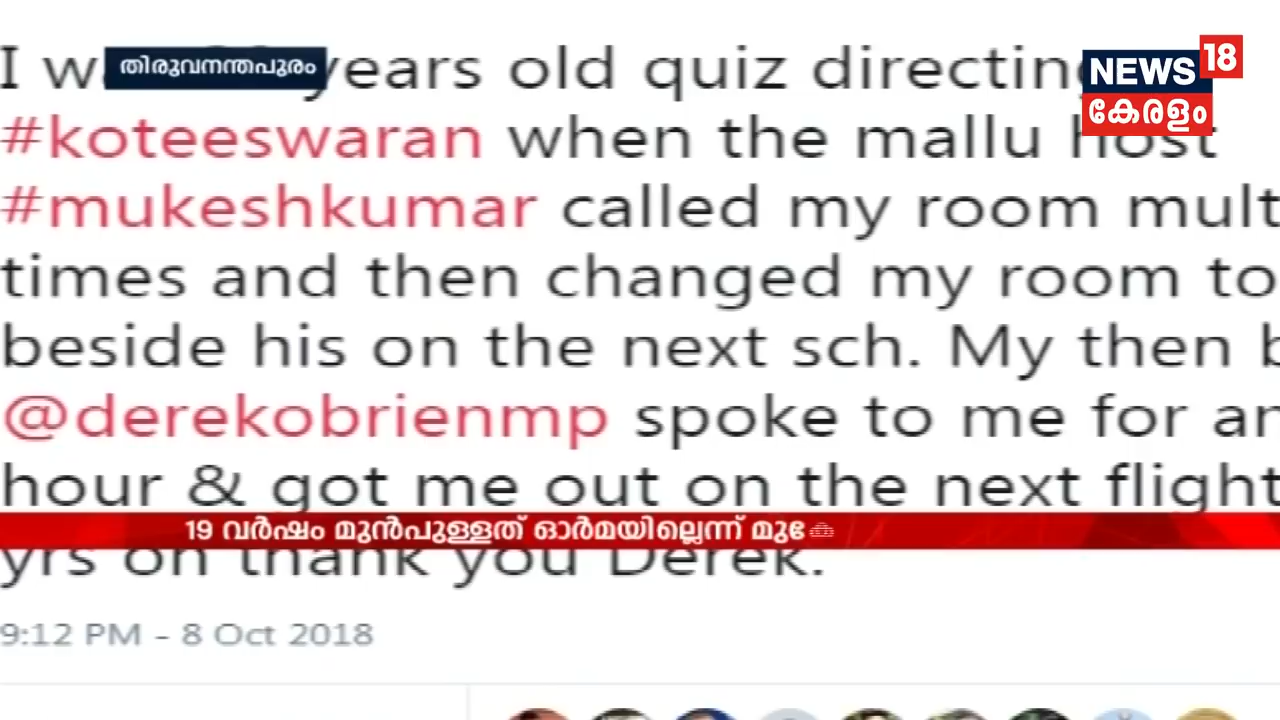 I w years old quiz directing
തിരുവനന്തപുരം
NEWS 18
കേരളം
#koteeswaran when the mallu host
#mukeshkumar called my room mult
times and then changed my room to
beside his on the next sch. My then b
@derekobrienmp spoke to me for an
hour & got me out on the next flight
19 വർഷം മുൻപുള്ളത് ഓർമയില്ലെന്ന്
yrs on thank you Derek.
9:12 PM - 8 Oct 2018